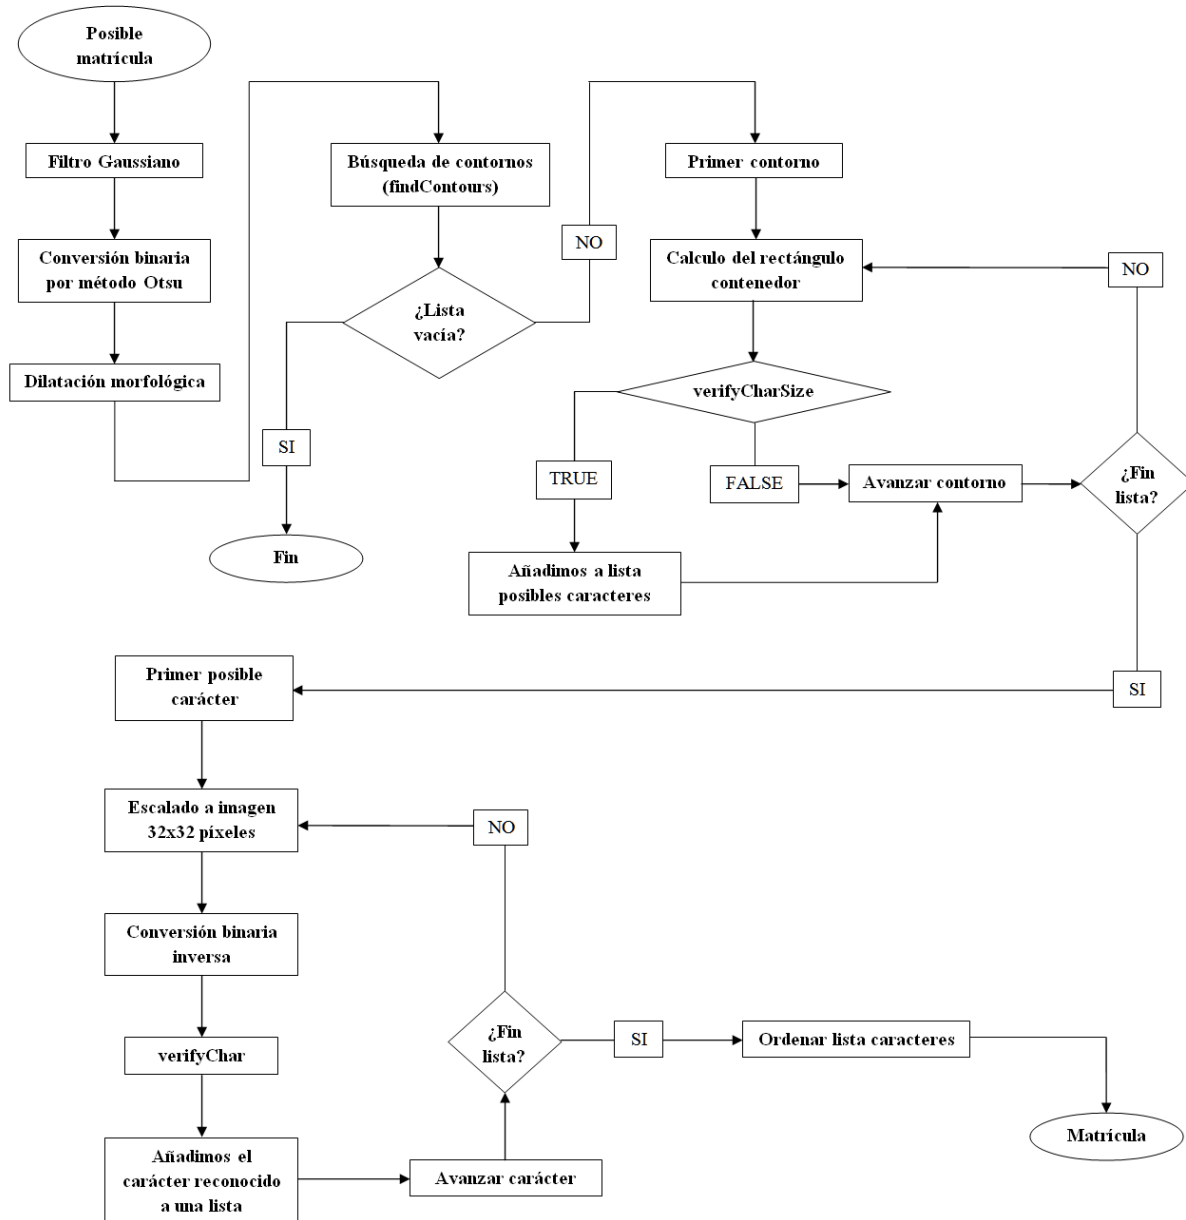 Posible
matrícula
Filtro Gaussiano
Conversión binaria
por método Otsu
Dilatación morfológica
Búsqueda de contornos
(findContours)
¿Lista
vacía?
SI
Fin
NO
Primer contorno
Calculo del rectángulo
contenedor
verifyCharSize
TRUE
FALSE
Añadimos a lista
posibles caracteres
Avanzar contorno
¿Fin
lista?
NO
SI
Primer posible
carácter
Escalado a imagen
32x32 píxeles
Conversión binaria
inversa
verifyChar
Añadimos el
carácter reconocido
a una lista
Avanzar carácter
¿Fin
lista?
NO
SI
Ordenar lista caracteres
Matrícula